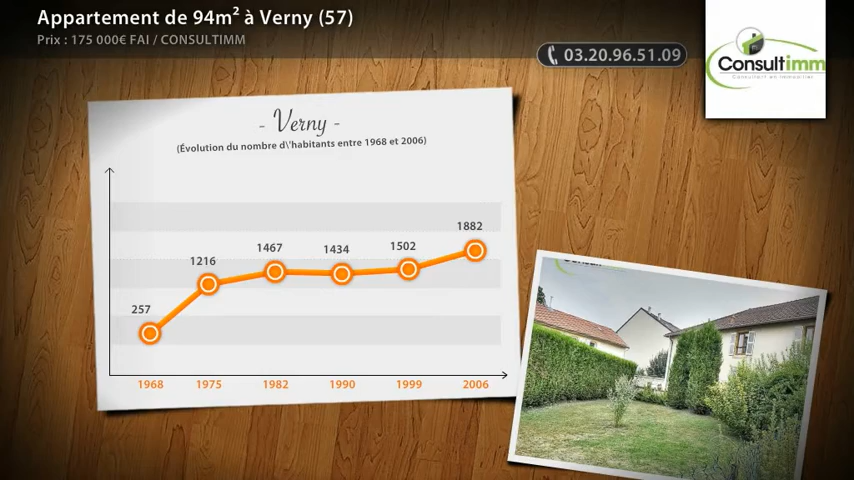 Appartement de 94m² à Verny (57)
Prix : 175 000€ FAI / CONSULTIMM
03.20.96.51.09
Consultimm
- Verny -
(Évolution du nombre d\'habitants entre 1968 et 2006)
257
1216
1467
1434
1502
1882
1968 1975 1982 1990 1999 2006